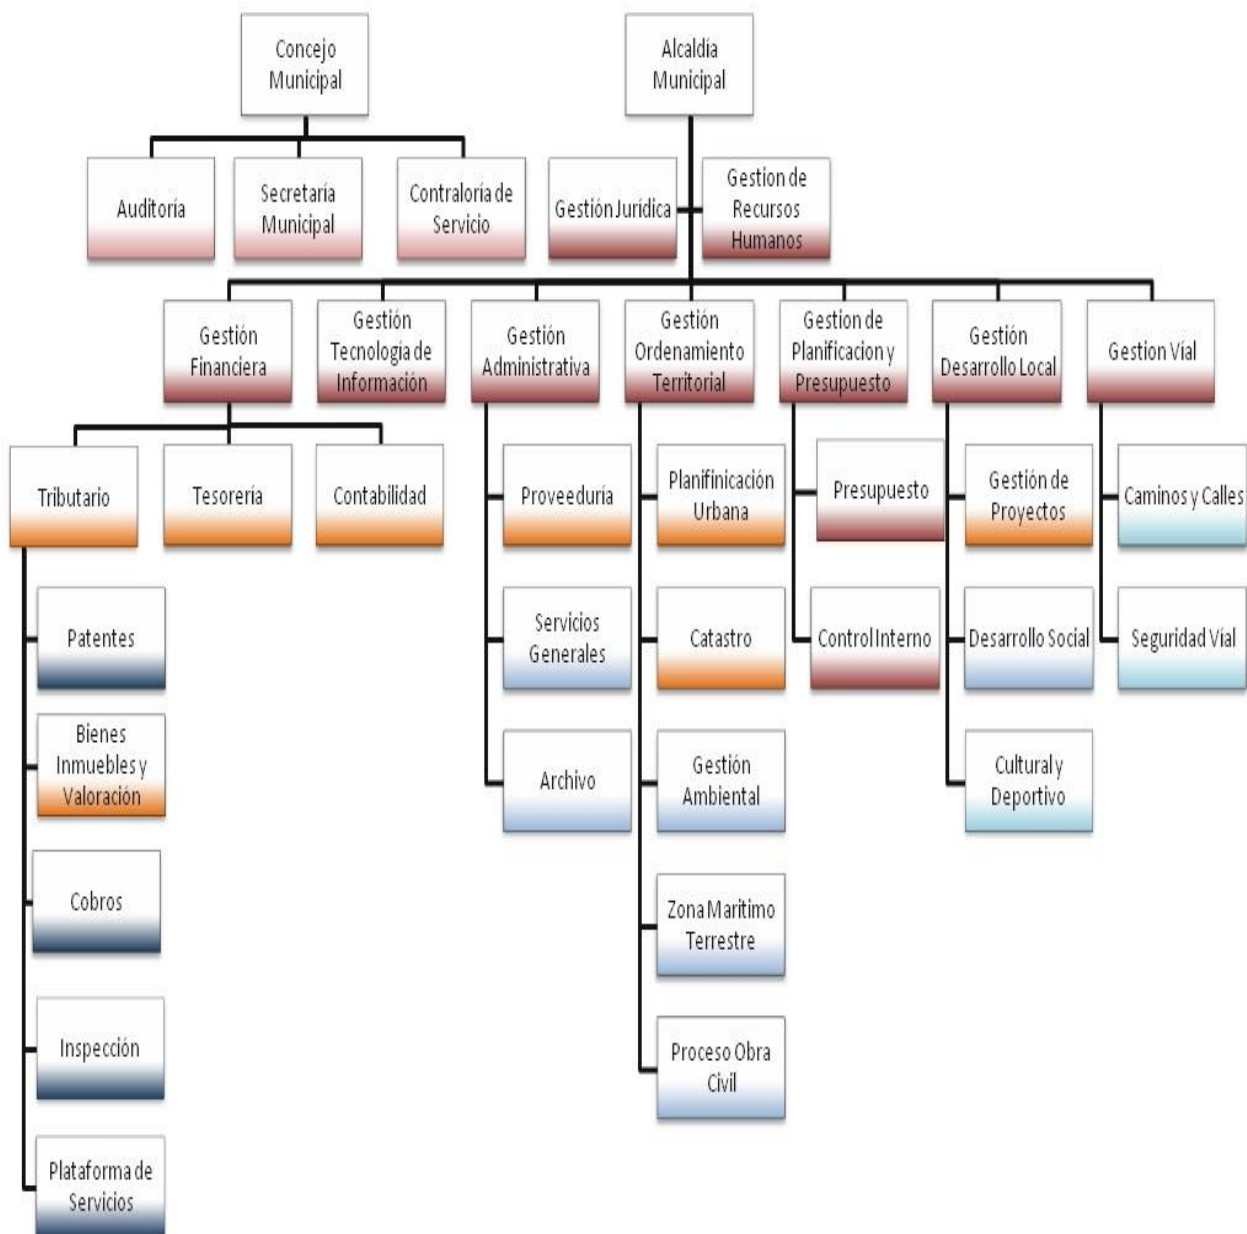 Concejo
Municipal
Alcaldía
Municipal
Auditoría
Secretaría
Municipal
Contraloría de
Servicio
Gestión Jurídica
Gestion de
Recursos
Humanos
Gestión
Financiera
Gestión
Tecnología de
Información
Gestión
Administrativa
Gestión
Ordenamiento
Territorial
Gestion de
Planificacion y
Presupuesto
Gestión
Desarrollo Local
Gestion Víal
Tributario
Tesorería
Contabilidad
Proveeduría
Planifinicación
Urbana
Presupuesto
Gestión de
Proyectos
Caminos y Calles
Patentes
Servicios
Generales
Catastro
Control Interno
Desarrollo Social
Seguridad Víal
Bienes
Inmuebles y
Valoración
Archivo
Gestión
Ambiental
Cultural y
Deportivo
Cobros
Zona Maritimo
Terrestre
Inspección
Proceso Obra
Civil
Plataforma de
Servicios